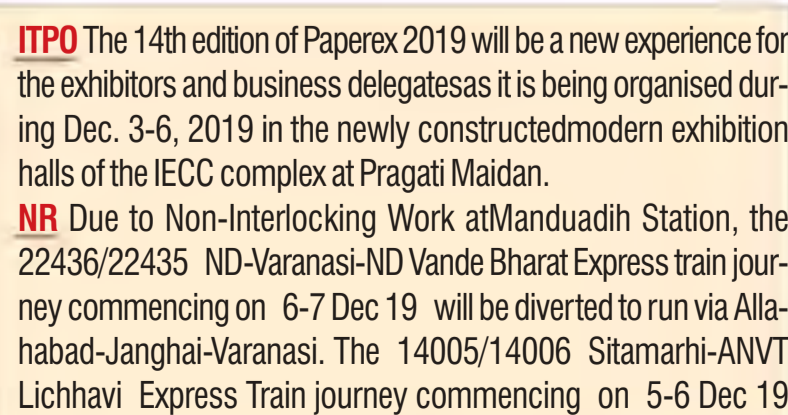 ITPO The 14th edition of Paperex 2019 will be a new experience for
the exhibitors and business delegatesas it is being organised dur-
ing Dec. 3-6, 2019 in the newly constructedmodern exhibition
halls of the IECC complex at Pragati Maidan.
NR Due to Non-Interlocking Work atManduadih Station, the
22436/22435 ND-Varanasi-ND Vande Bharat Express train jour-
ney commencing on 6-7 Dec 19 will be diverted to run via Alla-
habad-Janghai-Varanasi. The 14005/14006 Sitamarhi-ANVT
Lichhavi Express Train journey commencing on 5-6 Dec 19